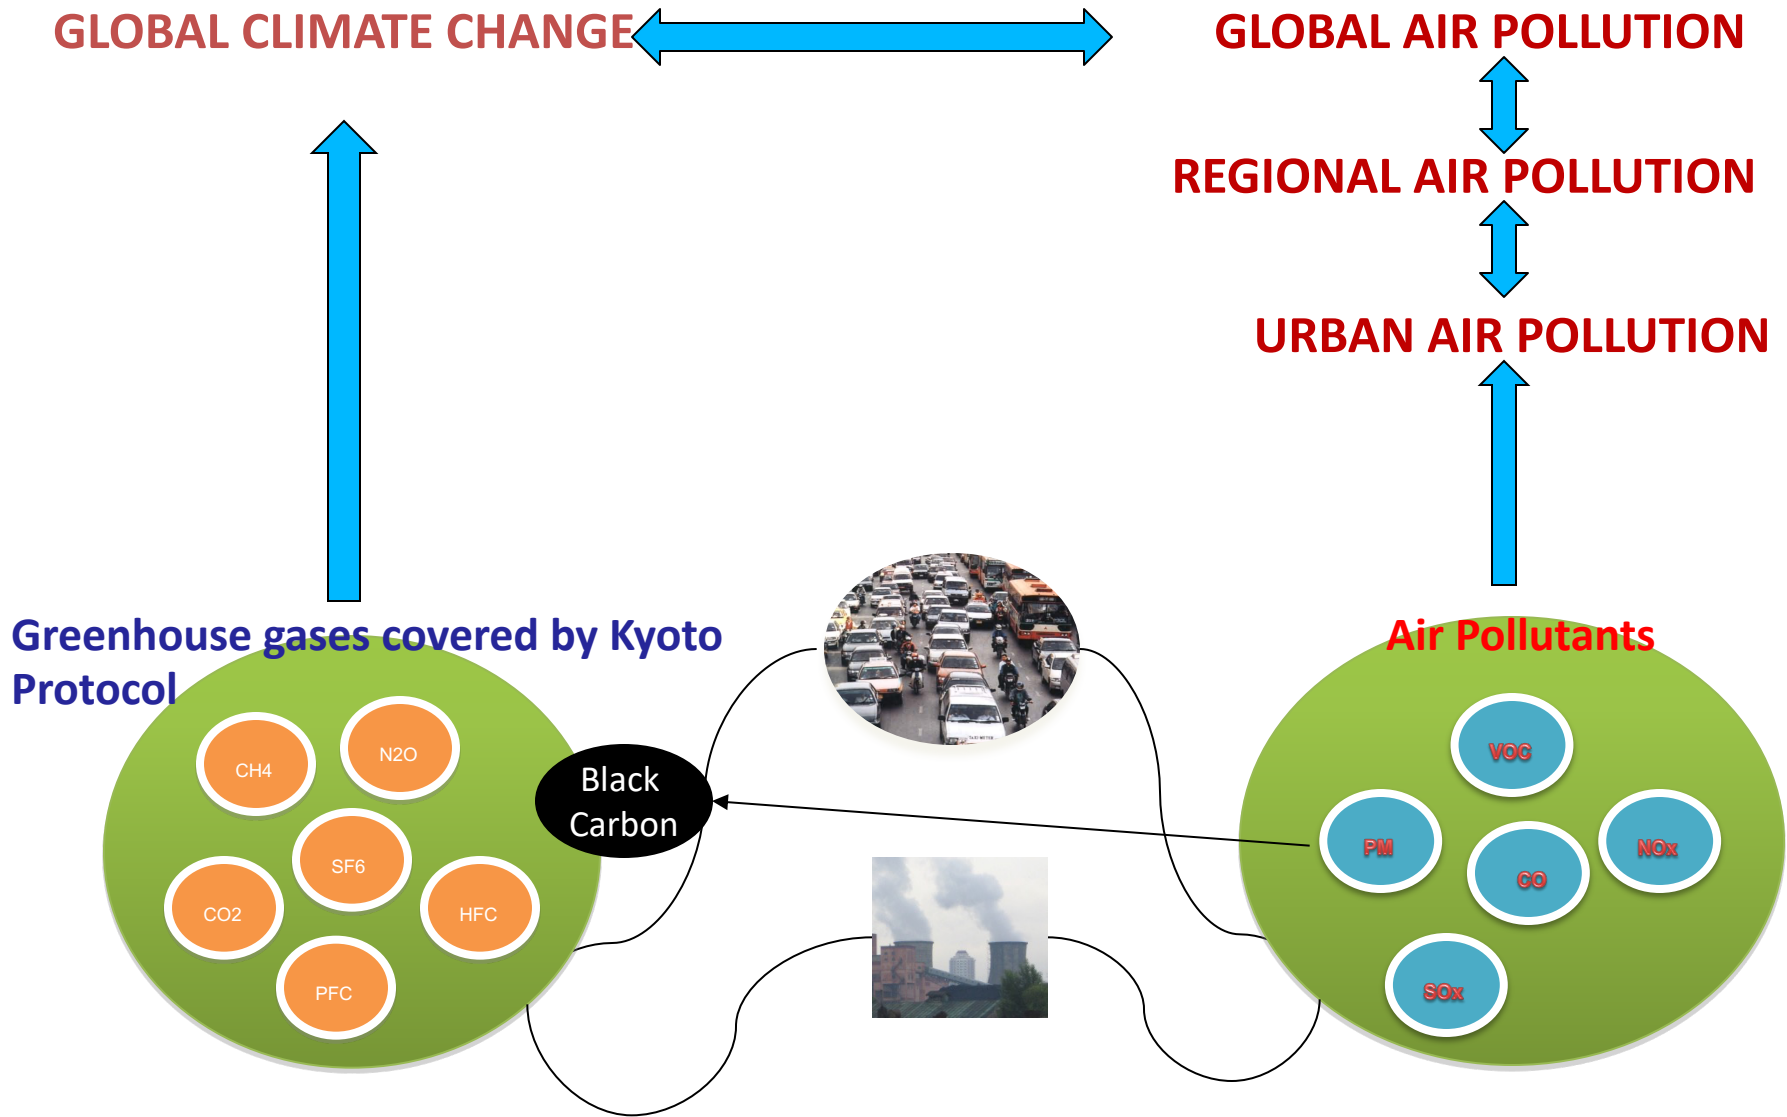 GLOBAL CLIMATE CHANGE
GLOBAL AIR POLLUTION
REGIONAL AIR POLLUTION
URBAN AIR POLLUTION
Greenhouse gases covered by Kyoto
Protocol
CH4
N2O
SF6
CO2
HFC
PFC
Black
Carbon
Air Pollutants
VOC
PM
NOx
CO
SOx